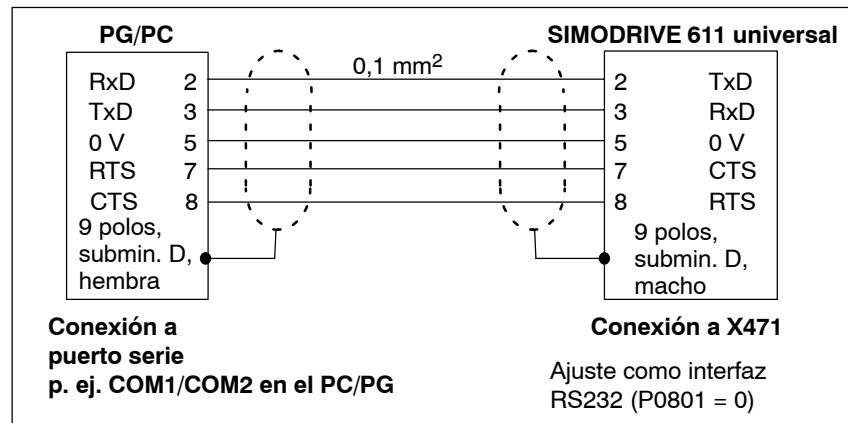 PG/PC
SIMODRIVE 611 universal
0,1 mm²
RxD 2
2 TxD
TxD 3
3 RxD
0 V 5
5 0 V
RTS 7
7 CTS
CTS 8
8 RTS
9 polos,
submin. D,
hembra
9 polos,
submin. D,
macho
Conexión a
puerto serie
p. ej. COM1/COM2 en el PC/PG
Conexión a X471
Ajuste como interfaz
RS232 (P0801 = 0)